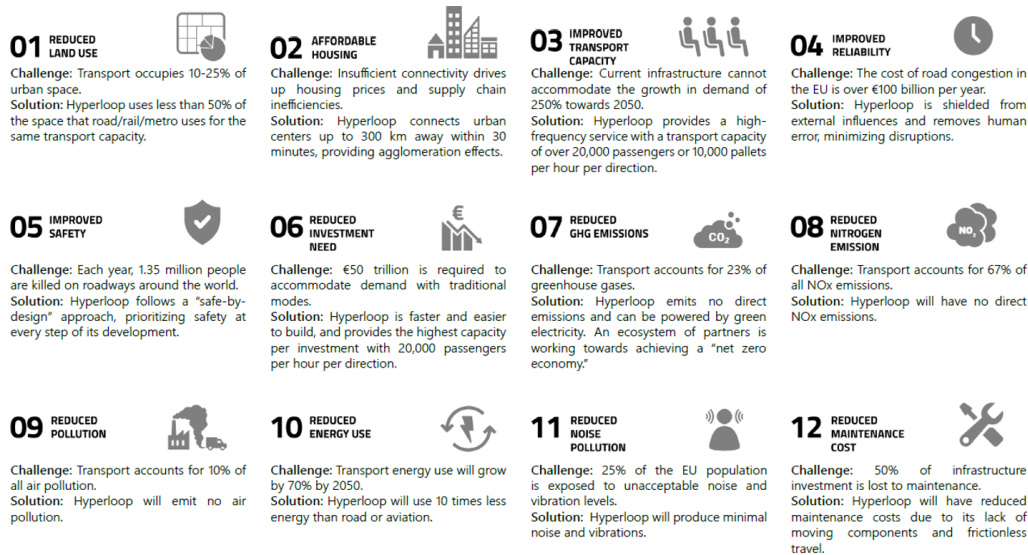 01 REDUCED
LAND USE
Challenge: Transport occupies 10-25% of
urban space.
Solution: Hyperloop uses less than 50% of
the space that road/rail/metro uses for the
same transport capacity.
02 AFFORDABLE
HOUSING
Challenge: Insufficient connectivity drives
up housing prices and supply chain
inefficiencies.
Solution: Hyperloop connects urban
centers up to 300 km away within 30
minutes, providing agglomeration effects.
03 IMPROVED
TRANSPORT
CAPACITY
Challenge: Current infrastructure cannot
accommodate the growth in demand of
250% towards 2050.
Solution: Hyperloop provides a high-
frequency service with a transport capacity
of over 20,000 passengers or 10,000 pallets
per hour per direction.
04 IMPROVED
RELIABILITY
Challenge: The cost of road congestion in
the EU is over €100 billion per year.
Solution: Hyperloop is shielded from
external influences and removes human
error, minimizing disruptions.
05 IMPROVED
SAFETY
Challenge: Each year, 1.35 million people
are killed on roadways around the world.
Solution: Hyperloop follows a "safe-by-
design" approach, prioritizing safety at
every step of its development.
06 REDUCED
INVESTMENT
NEED
€
Challenge: €50 trillion is required to
accommodate demand with traditional
modes.
Solution: Hyperloop is faster and easier
to build, and provides the highest capacity
per investment with 20,000 passengers
per hour per direction.
07 REDUCED
GHG EMISSIONS
CO2
Challenge: Transport accounts for 23% of
greenhouse gases.
Solution: Hyperloop emits no direct
emissions and can be powered by green
electricity. An ecosystem of partners is
working towards achieving a "net zero
economy."
08 REDUCED
NITROGEN
EMISSION
NO2
Challenge: Transport accounts for 67% of
all NOx emissions.
Solution: Hyperloop will have no direct
NOx emissions.
09 REDUCED
POLLUTION
Challenge: Transport accounts for 10% of
all air pollution.
Solution: Hyperloop will emit no air
pollution.
10 REDUCED
ENERGY USE
Challenge: Transport energy use will grow
by 70% by 2050.
Solution: Hyperloop will use 10 times less
energy than road or aviation.
11 REDUCED
NOISE
POLLUTION
Challenge: 25% of the EU population
is exposed to unacceptable noise and
vibration levels.
Solution: Hyperloop will produce minimal
noise and vibrations.
12 REDUCED
MAINTENANCE
COST
Challenge: 50% of infrastructure
investment is lost to maintenance.
Solution: Hyperloop will have reduced
maintenance costs due to its lack of
moving components and frictionless
travel.